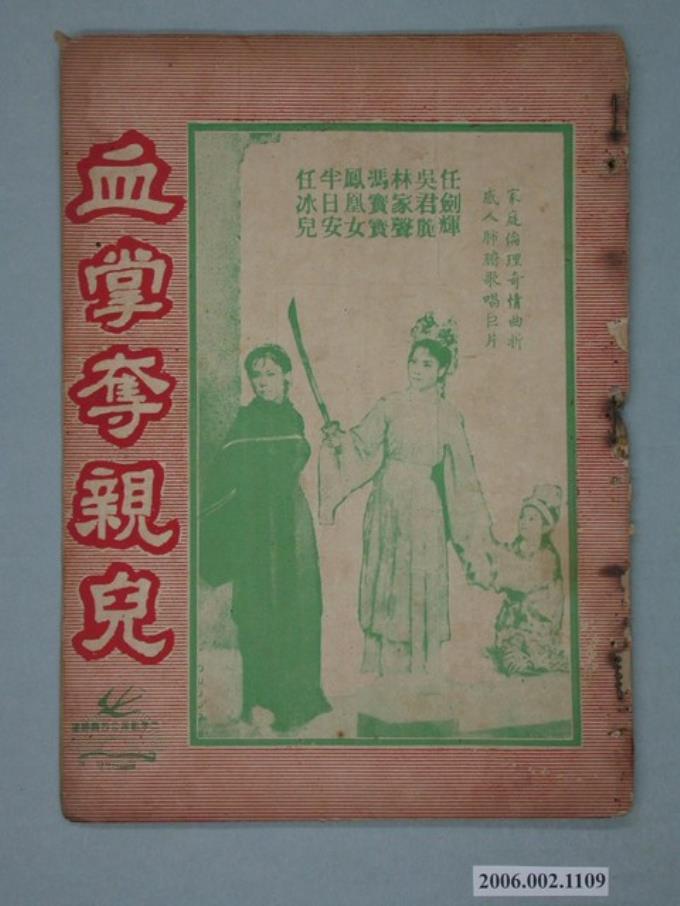 血掌奪親兒
任劍輝
吳君麗
林家聲
馮寶寶
鳳凰女
半日安
任冰兒
家庭倫理奇情曲折
感人肺腑歌唱巨片
2006.002.1109